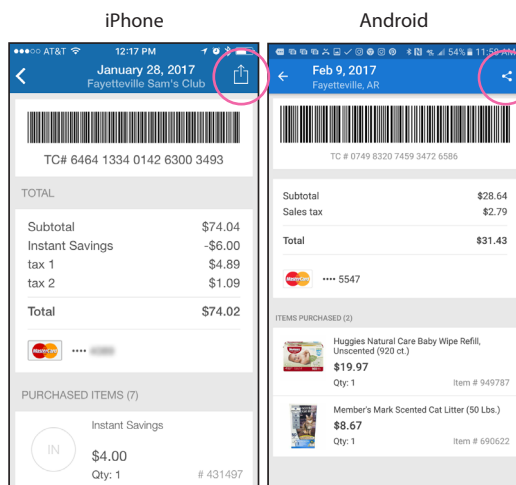 iPhone
Android
AT&T 12:17 PM
54% 11:58 AM
January 28, 2017
Fayetteville Sam's Club
Feb 9, 2017
Fayetteville, AR
TC# 6464 1334 0142 6300 3493
TOTAL
Subtotal $74.04
Instant Savings -$6.00
tax 1 $4.89
tax 2 $1.09
Total $74.02
MasterCard ••••
PURCHASED ITEMS (7)
IN
Instant Savings
$4.00
Qty: 1 # 431497
TC # 0749 8320 7459 3472 6586
Subtotal $28.64
Sales tax $2.79
Total $31.43
MasterCard •••• 5547
ITEMS PURCHASED (2)
Huggies Natural Care Baby Wipe Refill,
Unscented (920 ct.)
$19.97
Qty: 1 Item # 949787
Member's Mark Scented Cat Litter (50 Lbs.)
$8.67
Qty: 1 Item # 690622